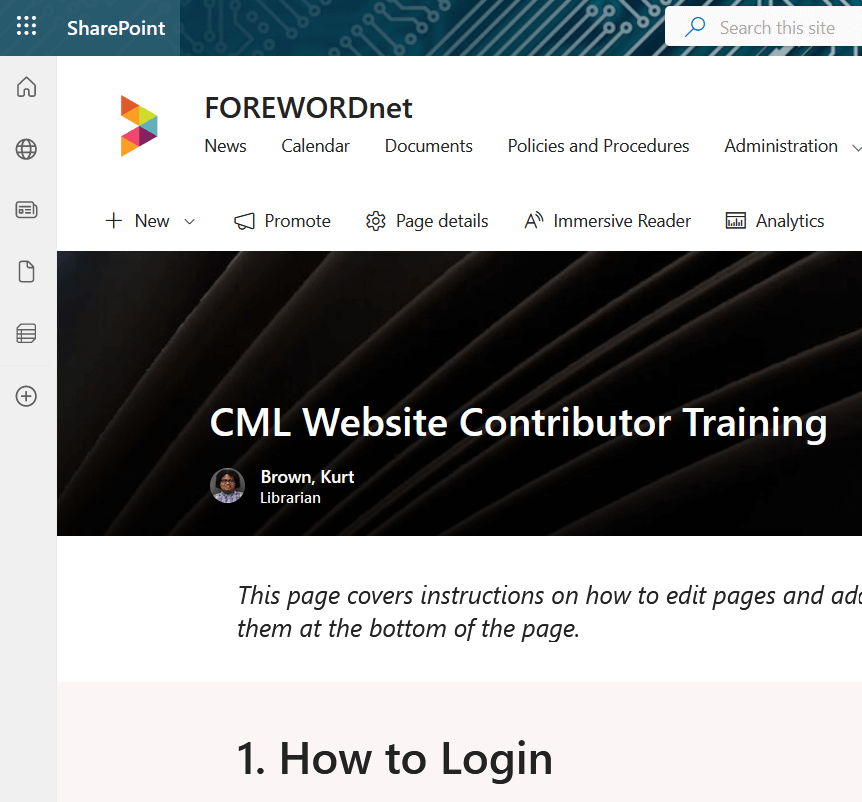 SharePoint
Search this site
FOREWORDnet
News Calendar Documents Policies and Procedures Administration
New Promote Page details Immersive Reader Analytics
CML Website Contributor Training
Brown, Kurt
Librarian
This page covers instructions on how to edit pages and
them at the bottom of the page.
1. How to Login